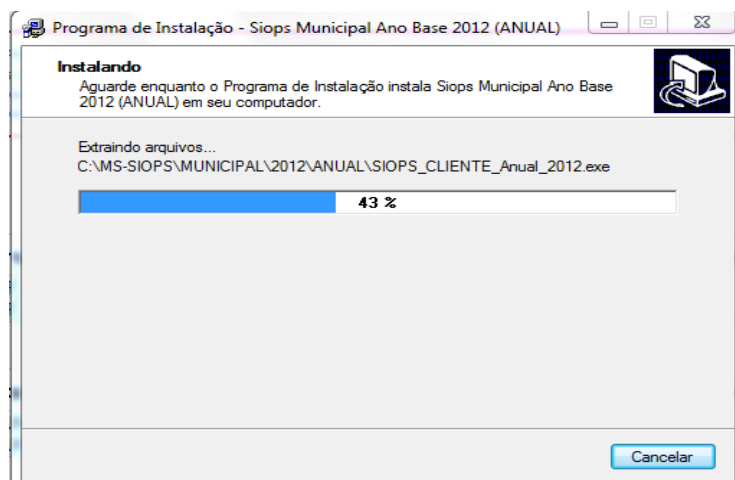 Programa de Instalação - Siops Municipal Ano Base 2012 (ANUAL)
Instalando
Aguarde enquanto o Programa de Instalação instala Siops Municipal Ano Base
2012 (ANUAL) em seu computador.
Extraindo arquivos...
C:\MS-SIOPS\MUNICIPAL\2012\ANUAL\SIOPS_CLIENTE_Anual_2012.exe
43 %
Cancelar